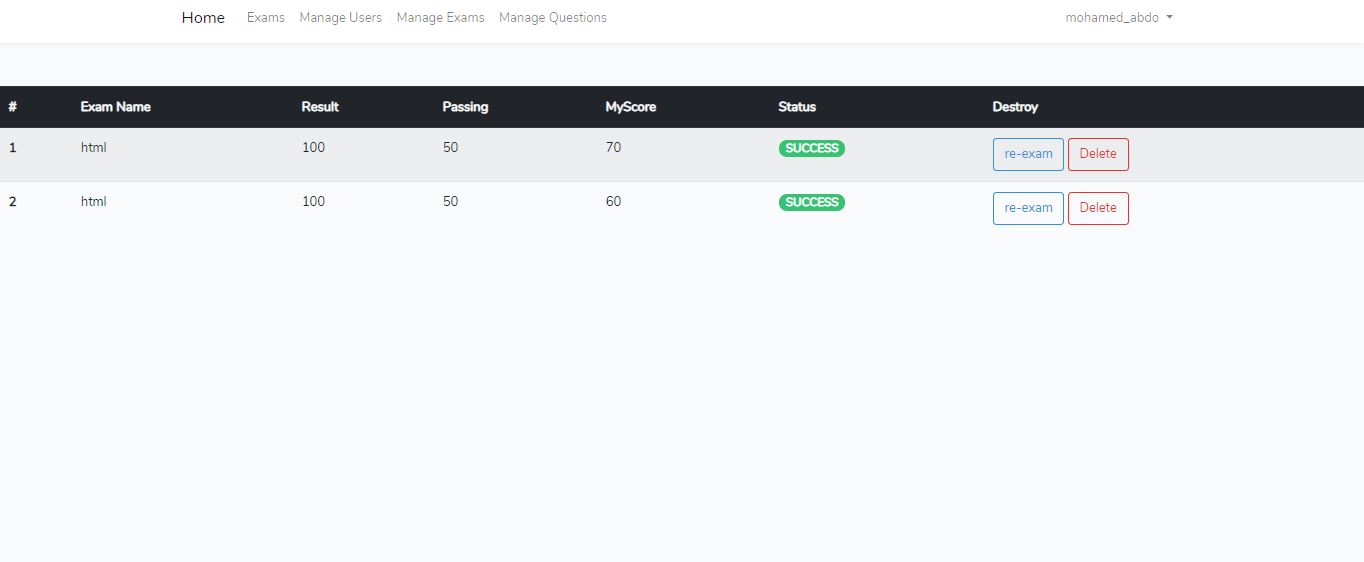 Home Exams Manage Users Manage Exams Manage Questions mohamed_abdo
# Exam Name Result Passing MyScore Status Destroy
1 html 100 50 70 SUCCESS re-exam Delete
2 html 100 50 60 SUCCESS re-exam Delete